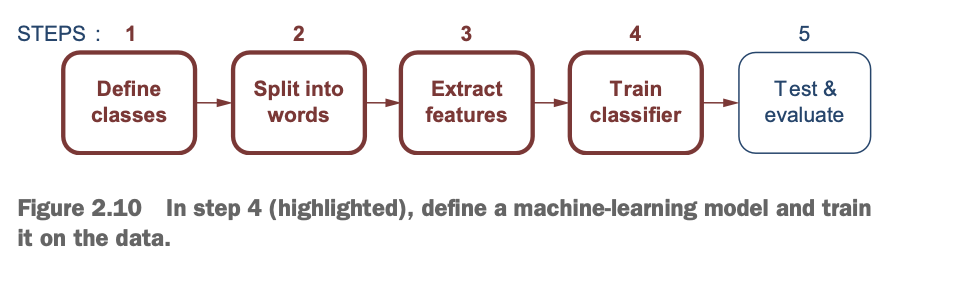 STEPS : 1 2 3 4 5
Define classes
Split into words
Extract features
Train classifier
Test & evaluate
Figure 2.10 In step 4 (highlighted), define a machine-learning model and train
it on the data.